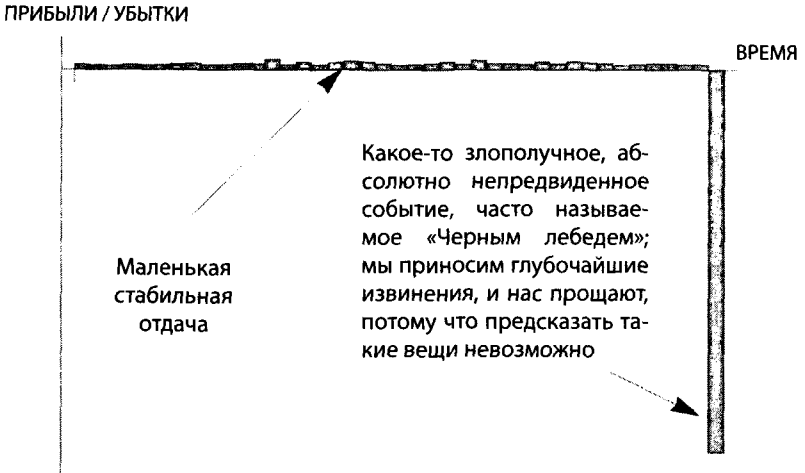 ПРИБЫЛИ / УБЫТКИ
ВРЕМЯ
Какое-то злополучное, аб-
солютно непредвиденное
событие, часто называе-
мое «Черным лебедем»;
мы приносим глубочайшие
извинения, и нас прощают,
потому что предсказать та-
кие вещи невозможно
Маленькая
стабильная
отдача